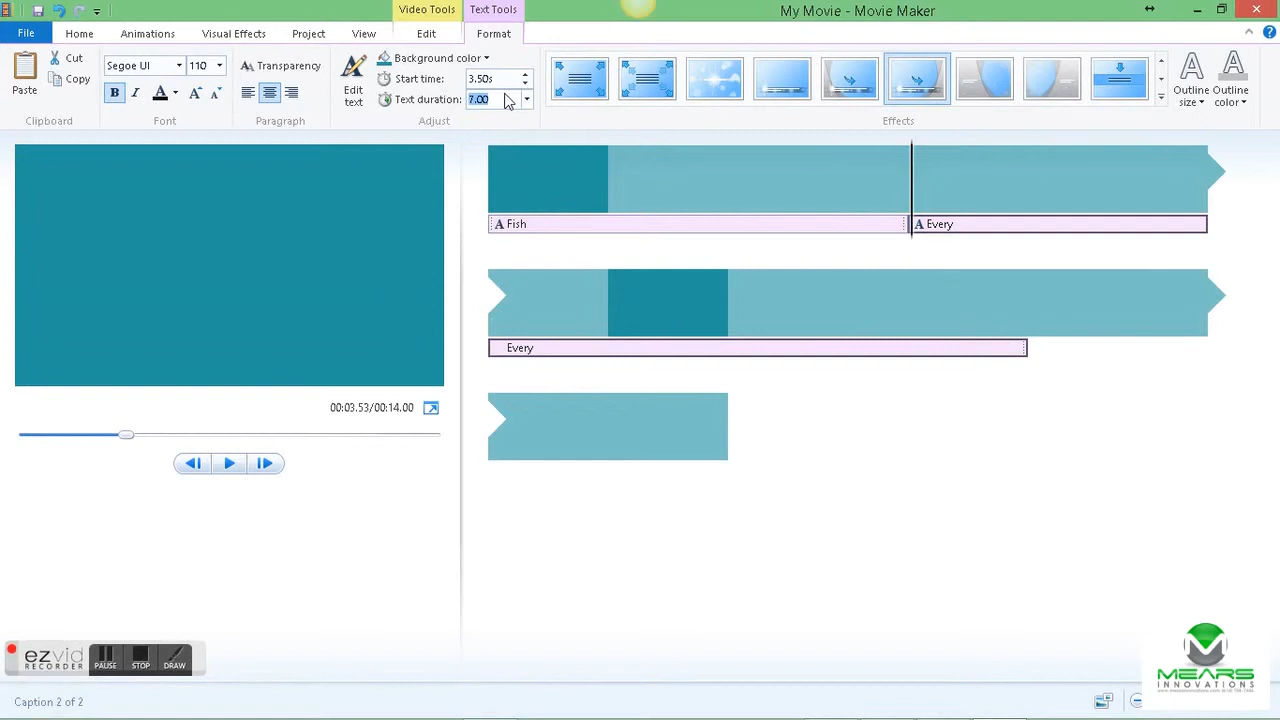 Video Tools
Text Tools
My Movie - Movie Maker
File
Home
Animations
Visual Effects
Project
View
Edit
Format
Paste
Cut
Copy
Clipboard
Segoe UI
110
B
I
A
A
A
Font
Transparency
Paragraph
Edit text
Background color
Start time:
3.50s
Text duration:
7.00
Adjust
Effects
A
Outline size
A
Outline color
A Fish
A Every
Every
00:03.53/00:14.00
ezvid
RECORDER
PAUSE
STOP
DRAW
MEARS
INNOVATIONS
Caption 2 of 2